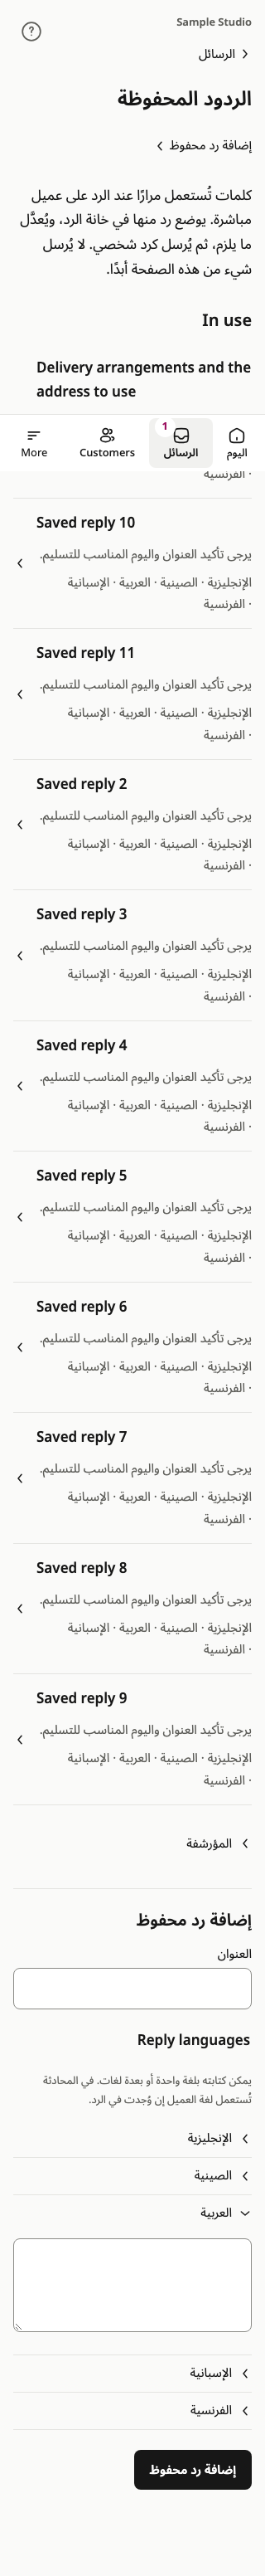 Sample Studio
الرسائل
الردود المحفوظة
إضافة رد محفوظ
كلمات تُستعمل مرارًا عند الرد على عميل
مباشرة. يوضع رد منها في خانة الرد، ويُعدَّل
ما يلزم، ثم يُرسل كرد شخصي. لا يُرسل
شيء من هذه الصفحة أبدًا.
In use
Delivery arrangements and the
address to use
اليوم
الرسائل
1
Customers
More
· الفرنسية
Saved reply 10
يرجى تأكيد العنوان واليوم المناسب للتسليم.
الإنجليزية · الصينية · العربية · الإسبانية
· الفرنسية
Saved reply 11
يرجى تأكيد العنوان واليوم المناسب للتسليم.
الإنجليزية · الصينية · العربية · الإسبانية
· الفرنسية
Saved reply 2
يرجى تأكيد العنوان واليوم المناسب للتسليم.
الإنجليزية · الصينية · العربية · الإسبانية
· الفرنسية
Saved reply 3
يرجى تأكيد العنوان واليوم المناسب للتسليم.
الإنجليزية · الصينية · العربية · الإسبانية
· الفرنسية
Saved reply 4
يرجى تأكيد العنوان واليوم المناسب للتسليم.
الإنجليزية · الصينية · العربية · الإسبانية
· الفرنسية
Saved reply 5
يرجى تأكيد العنوان واليوم المناسب للتسليم.
الإنجليزية · الصينية · العربية · الإسبانية
· الفرنسية
Saved reply 6
يرجى تأكيد العنوان واليوم المناسب للتسليم.
الإنجليزية · الصينية · العربية · الإسبانية
· الفرنسية
Saved reply 7
يرجى تأكيد العنوان واليوم المناسب للتسليم.
الإنجليزية · الصينية · العربية · الإسبانية
· الفرنسية
Saved reply 8
يرجى تأكيد العنوان واليوم المناسب للتسليم.
الإنجليزية · الصينية · العربية · الإسبانية
· الفرنسية
Saved reply 9
يرجى تأكيد العنوان واليوم المناسب للتسليم.
الإنجليزية · الصينية · العربية · الإسبانية
· الفرنسية
المؤرشفة
إضافة رد محفوظ
العنوان
Reply languages
يمكن كتابته بلغة واحدة أو بعدة لغات. في المحادثة
تُستعمل لغة العميل إن وُجدت في الرد.
الإنجليزية
الصينية
العربية
الإسبانية
الفرنسية
إضافة رد محفوظ